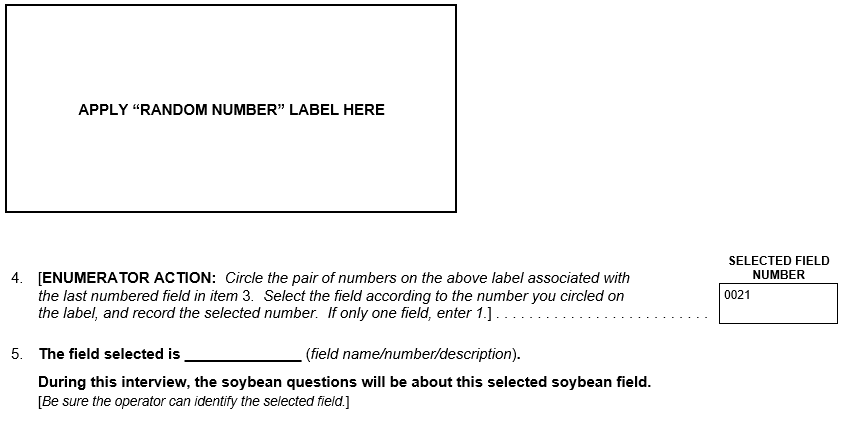 APPLY “RANDOM NUMBER” LABEL HERE
SELECTED FIELD
NUMBER
4. [ENUMERATOR ACTION: Circle the pair of numbers on the above label associated with
the last numbered field in item 3. Select the field according to the number you circled on
the label, and record the selected number. If only one field, enter 1.] . . . . . . . . . . . . . . . . . . . . . . . . . .
0021
5. The field selected is ______________ (field name/number/description).
During this interview, the soybean questions will be about this selected soybean field.
[Be sure the operator can identify the selected field.]